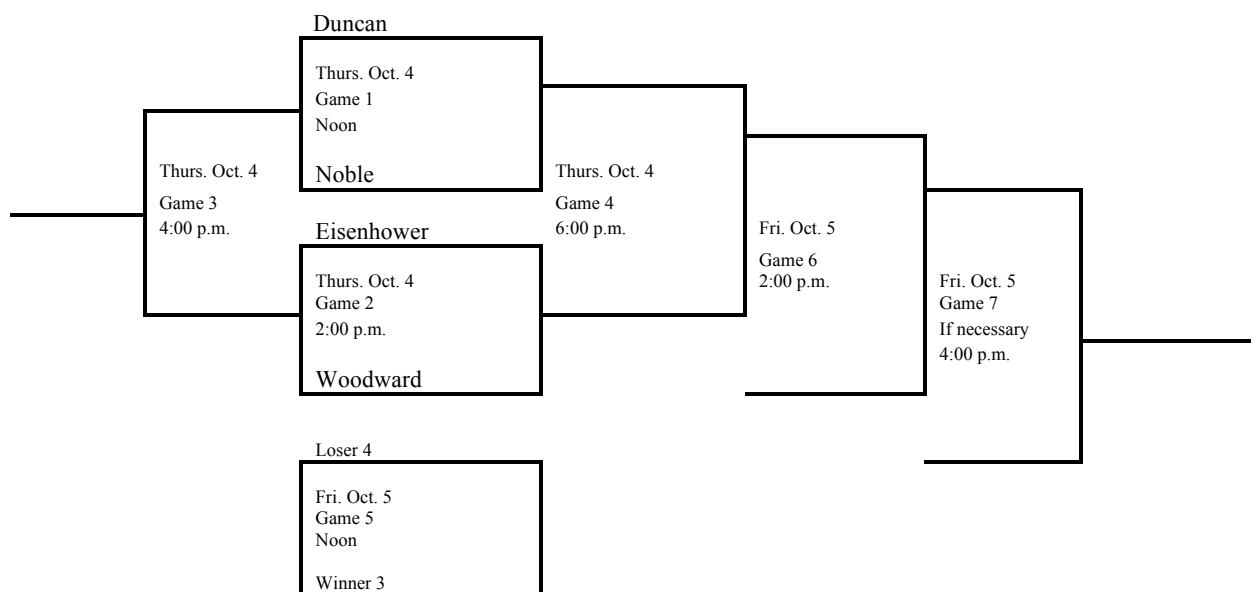 Duncan
Thurs. Oct. 4
Game 1
Noon
Noble
Thurs. Oct. 4
Game 3
4:00 p.m.
Thurs. Oct. 4
Game 4
6:00 p.m.
Eisenhower
Thurs. Oct. 4
Game 2
2:00 p.m.
Woodward
Fri. Oct. 5
Game 6
2:00 p.m.
Fri. Oct. 5
Game 7
If necessary
4:00 p.m.
Loser 4
Fri. Oct. 5
Game 5
Noon
Winner 3